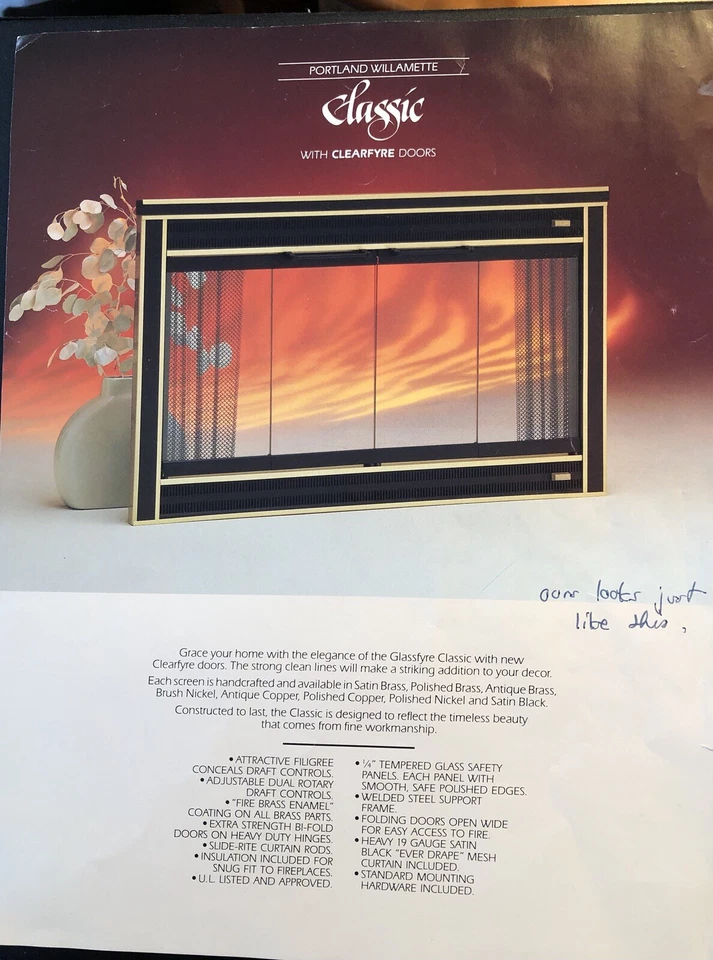 PORTLAND WILLAMETTE
Classic
WITH CLEARFYRE DOORS
ours looks just
like this,
Grace your home with the elegance of the Glassfyre Classic with new
Clearfyre doors. The strong clean lines will make a striking addition to your decor.
Each screen is handcrafted and available in Satin Brass, Polished Brass, Antique Brass,
Brush Nickel, Antique Copper, Polished Copper, Polished Nickel and Satin Black.
Constructed to last, the Classic is designed to reflect the timeless beauty
that comes from fine workmanship.
• ATTRACTIVE FILIGREE
CONCEALS DRAFT CONTROLS.
• ADJUSTABLE DUAL ROTARY
DRAFT CONTROLS.
• "FIRE BRASS ENAMEL"
COATING ON ALL BRASS PARTS.
• EXTRA STRENGTH BI-FOLD
DOORS ON HEAVY DUTY HINGES.
• SLIDE-RITE CURTAIN RODS.
• INSULATION INCLUDED FOR
SNUG FIT TO FIREPLACES.
• U.L. LISTED AND APPROVED.
• ¼" TEMPERED GLASS SAFETY
PANELS. EACH PANEL WITH
SMOOTH, SAFE POLISHED EDGES.
• WELDED STEEL SUPPORT
FRAME.
• FOLDING DOORS OPEN WIDE
FOR EASY ACCESS TO FIRE.
• HEAVY 19 GAUGE SATIN
BLACK "EVER DRAPE" MESH
CURTAIN INCLUDED.
• STANDARD MOUNTING
HARDWARE INCLUDED.